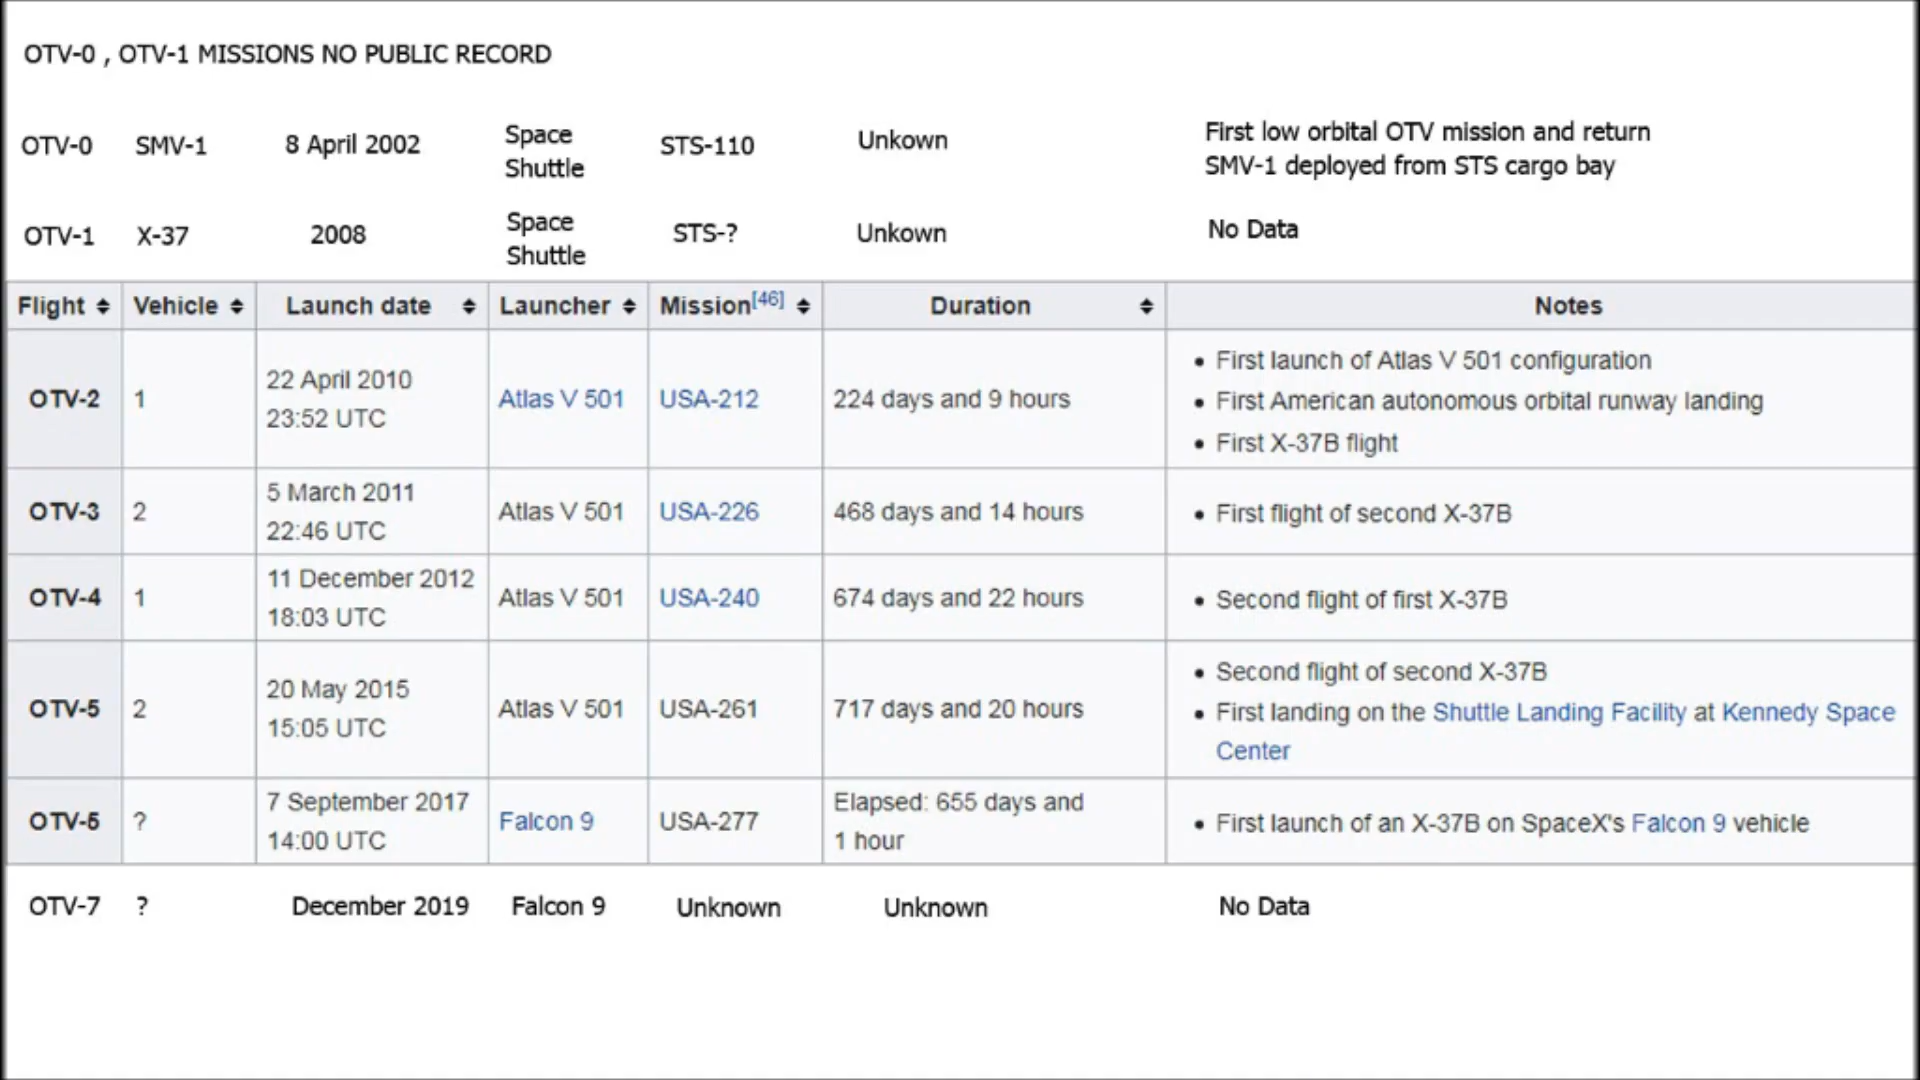 OTV-0 , OTV-1 MISSIONS NO PUBLIC RECORD
OTV-0 SMV-1 8 April 2002 Space Shuttle STS-110 Unkown First low orbital OTV mission and return
SMV-1 deployed from STS cargo bay
OTV-1 X-37 2008 Space Shuttle STS-? Unkown No Data
Flight Vehicle Launch date Launcher Mission[46] Duration Notes
OTV-2 1 22 April 2010 23:52 UTC Atlas V 501 USA-212 224 days and 9 hours
• First launch of Atlas V 501 configuration
• First American autonomous orbital runway landing
• First X-37B flight
OTV-3 2 5 March 2011 22:46 UTC Atlas V 501 USA-226 468 days and 14 hours
• First flight of second X-37B
OTV-4 1 11 December 2012 18:03 UTC Atlas V 501 USA-240 674 days and 22 hours
• Second flight of first X-37B
OTV-5 2 20 May 2015 15:05 UTC Atlas V 501 USA-261 717 days and 20 hours
• Second flight of second X-37B
• First landing on the Shuttle Landing Facility at Kennedy Space
Center
OTV-6 ? 7 September 2017 14:00 UTC Falcon 9 USA-277 Elapsed: 655 days and 1 hour
• First launch of an X-37B on SpaceX's Falcon 9 vehicle
OTV-7 ? December 2019 Falcon 9 Unknown Unknown No Data